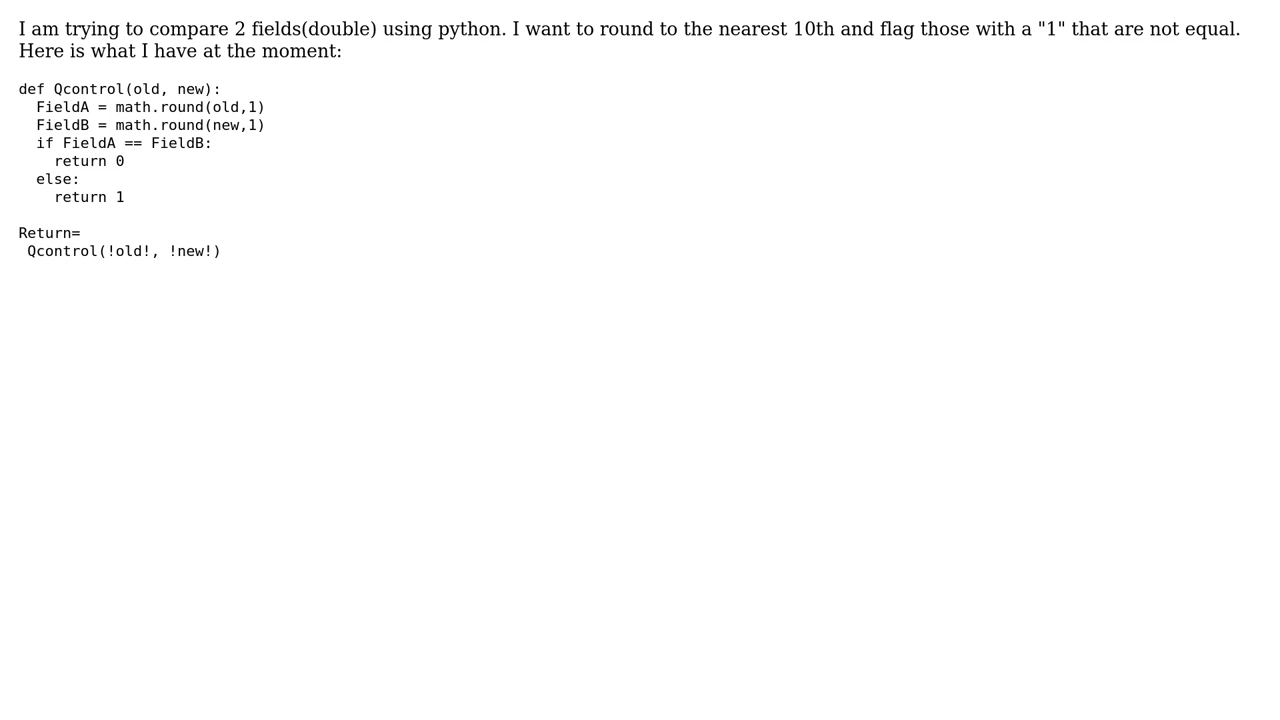 I am trying to compare 2 fields(double) using python. I want to round to the nearest 10th and flag those with a "1" that are not equal.
Here is what I have at the moment:
def Qcontrol(old, new):
  FieldA = math.round(old,1)
  FieldB = math.round(new,1)
  if FieldA == FieldB:
    return 0
  else:
    return 1
Return=
 Qcontrol(!old!, !new!)